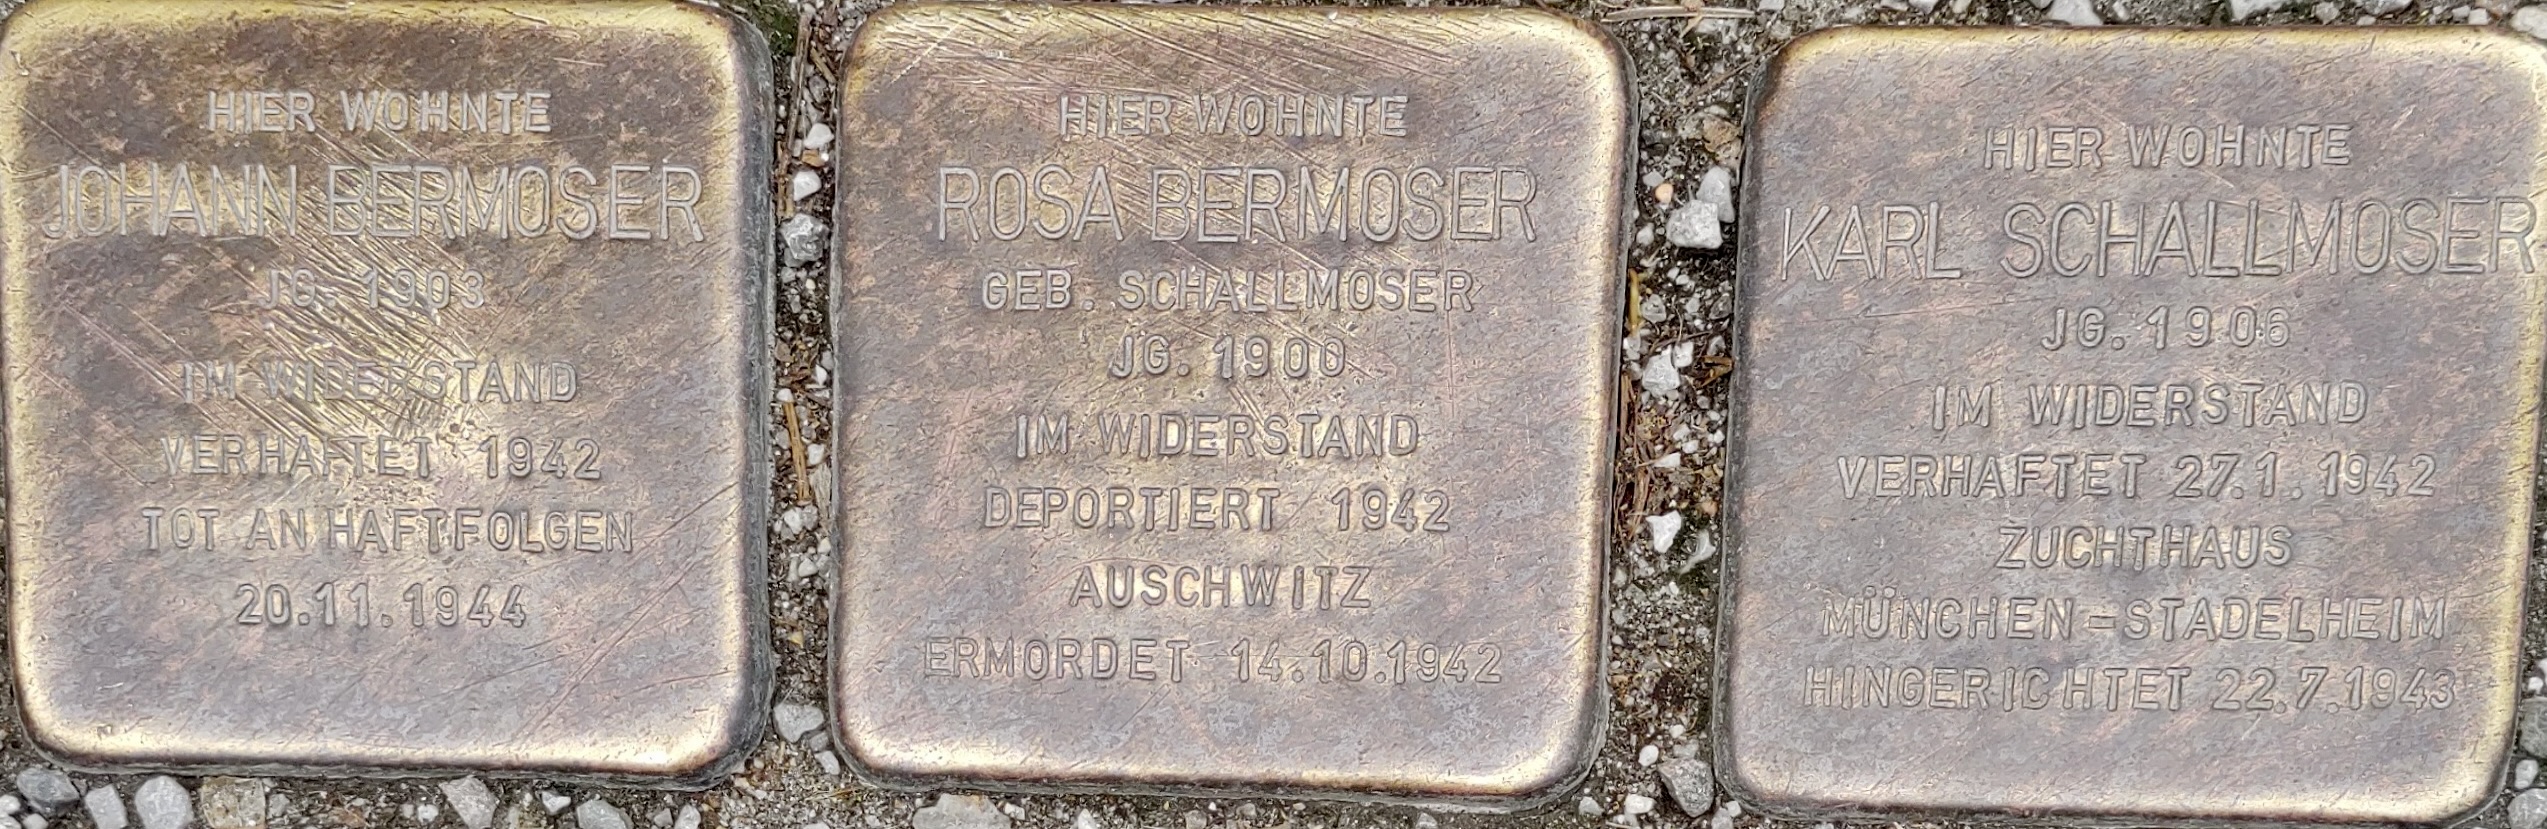 HIER WOHNTE
JOHANN BERMOSER
JG. 1903
IM WIDERSTAND
VERHAFTET 1942
TOT AN HAFTFOLGEN
20.11.1944
HIER WOHNTE
ROSA BERMOSER
GEB. SCHALLMOSER
JG. 1900
IM WIDERSTAND
DEPORTIERT 1942
AUSCHWITZ
ERMORDET 14.10.1942
HIER WOHNTE
KARL SCHALLMOSER
JG. 1906
IM WIDERSTAND
VERHAFTET 27.1.1942
ZUCHTHAUS
MÜNCHEN-STADELHEIM
HINGERICHTET 22.7.1943